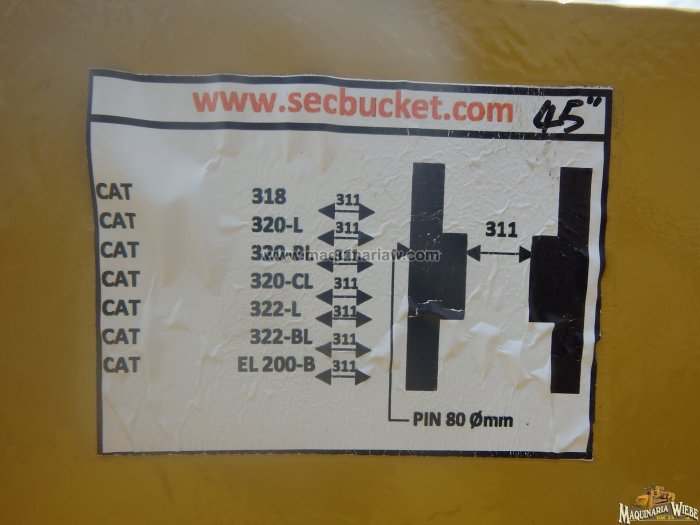 www.secbucket.com 45"
CAT 318 311
CAT 320-L 311
CAT 320-BL 311 311
CAT 320-CL 311
CAT 322-L 311
CAT 322-BL 311
CAT EL 200-B 311
PIN 80 Ømm
www.maquinariaw.com
MAQUINARIA WIEBE